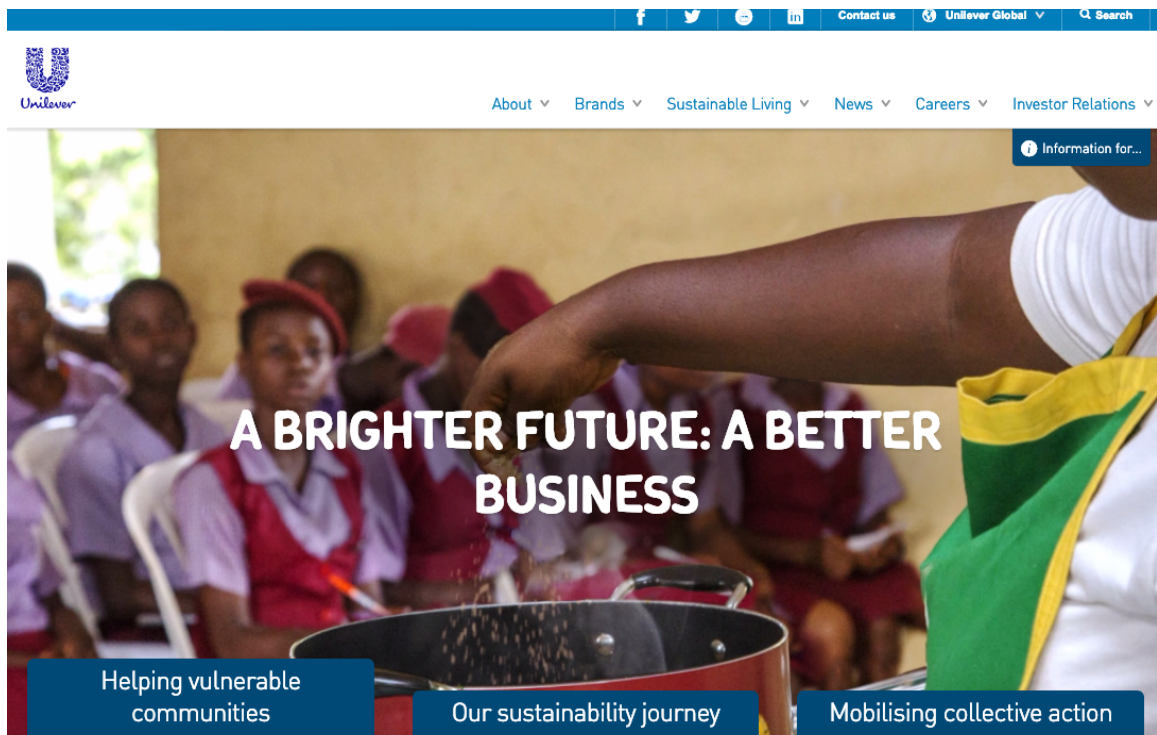 Contact us
Unilever Global
Search
Unilever
About
Brands
Sustainable Living
News
Careers
Investor Relations
i Information for...
A BRIGHTER FUTURE: A BETTER
BUSINESS
Helping vulnerable
communities
Our sustainability journey
Mobilising collective action